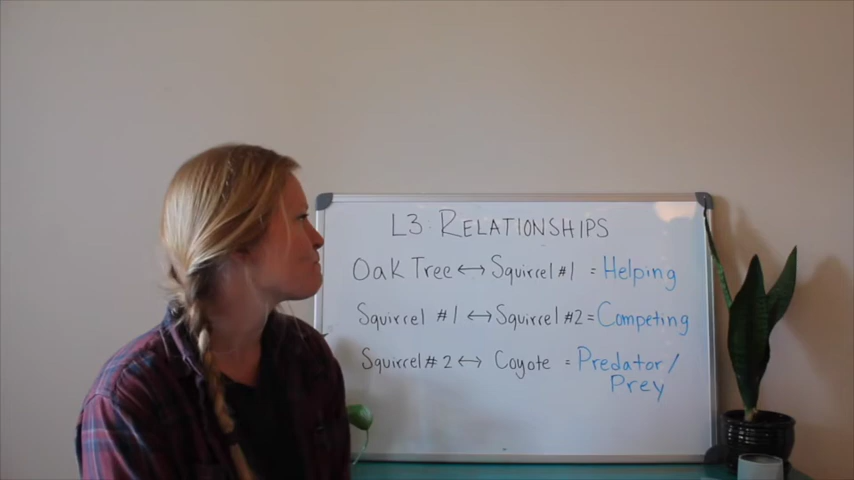 L3 · RELATIONSHIPS
Oak Tree ↔ Squirrel #1 = Helping
Squirrel #1 ↔ Squirrel #2 = Competing
Squirrel #2 ↔ Coyote = Predator/
Prey